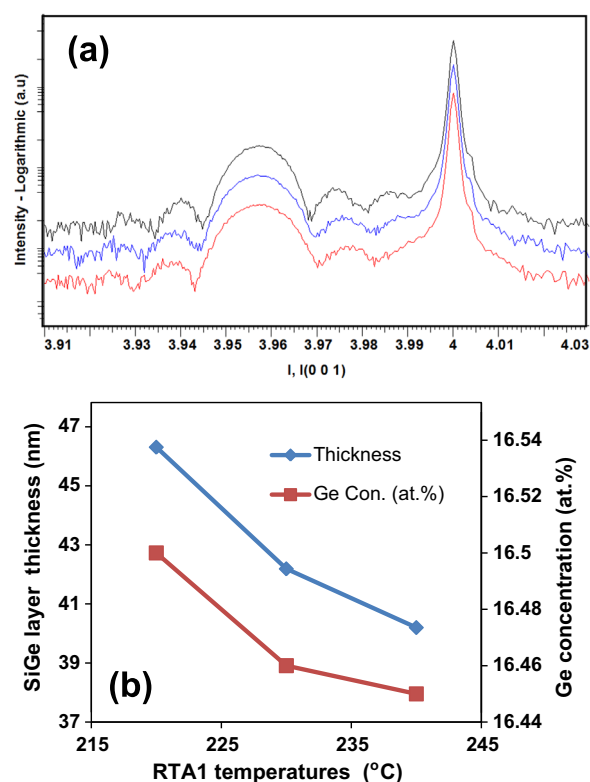 (a)
Intensity - Logarithmic (a.u)
3.91 3.93 3.94 3.95 3.96 3.97 3.98 3.99 4 4.01 4.03
l, l(0 0 1)
47
45
43
41
39
37
SiGe layer thickness (nm)
Thickness
Ge Con. (at.%)
16.54
16.52
16.5
16.48
16.46
16.44
Ge concentration (at.%)
(b)
215 225 235 245
RTA1 temperatures (°C)